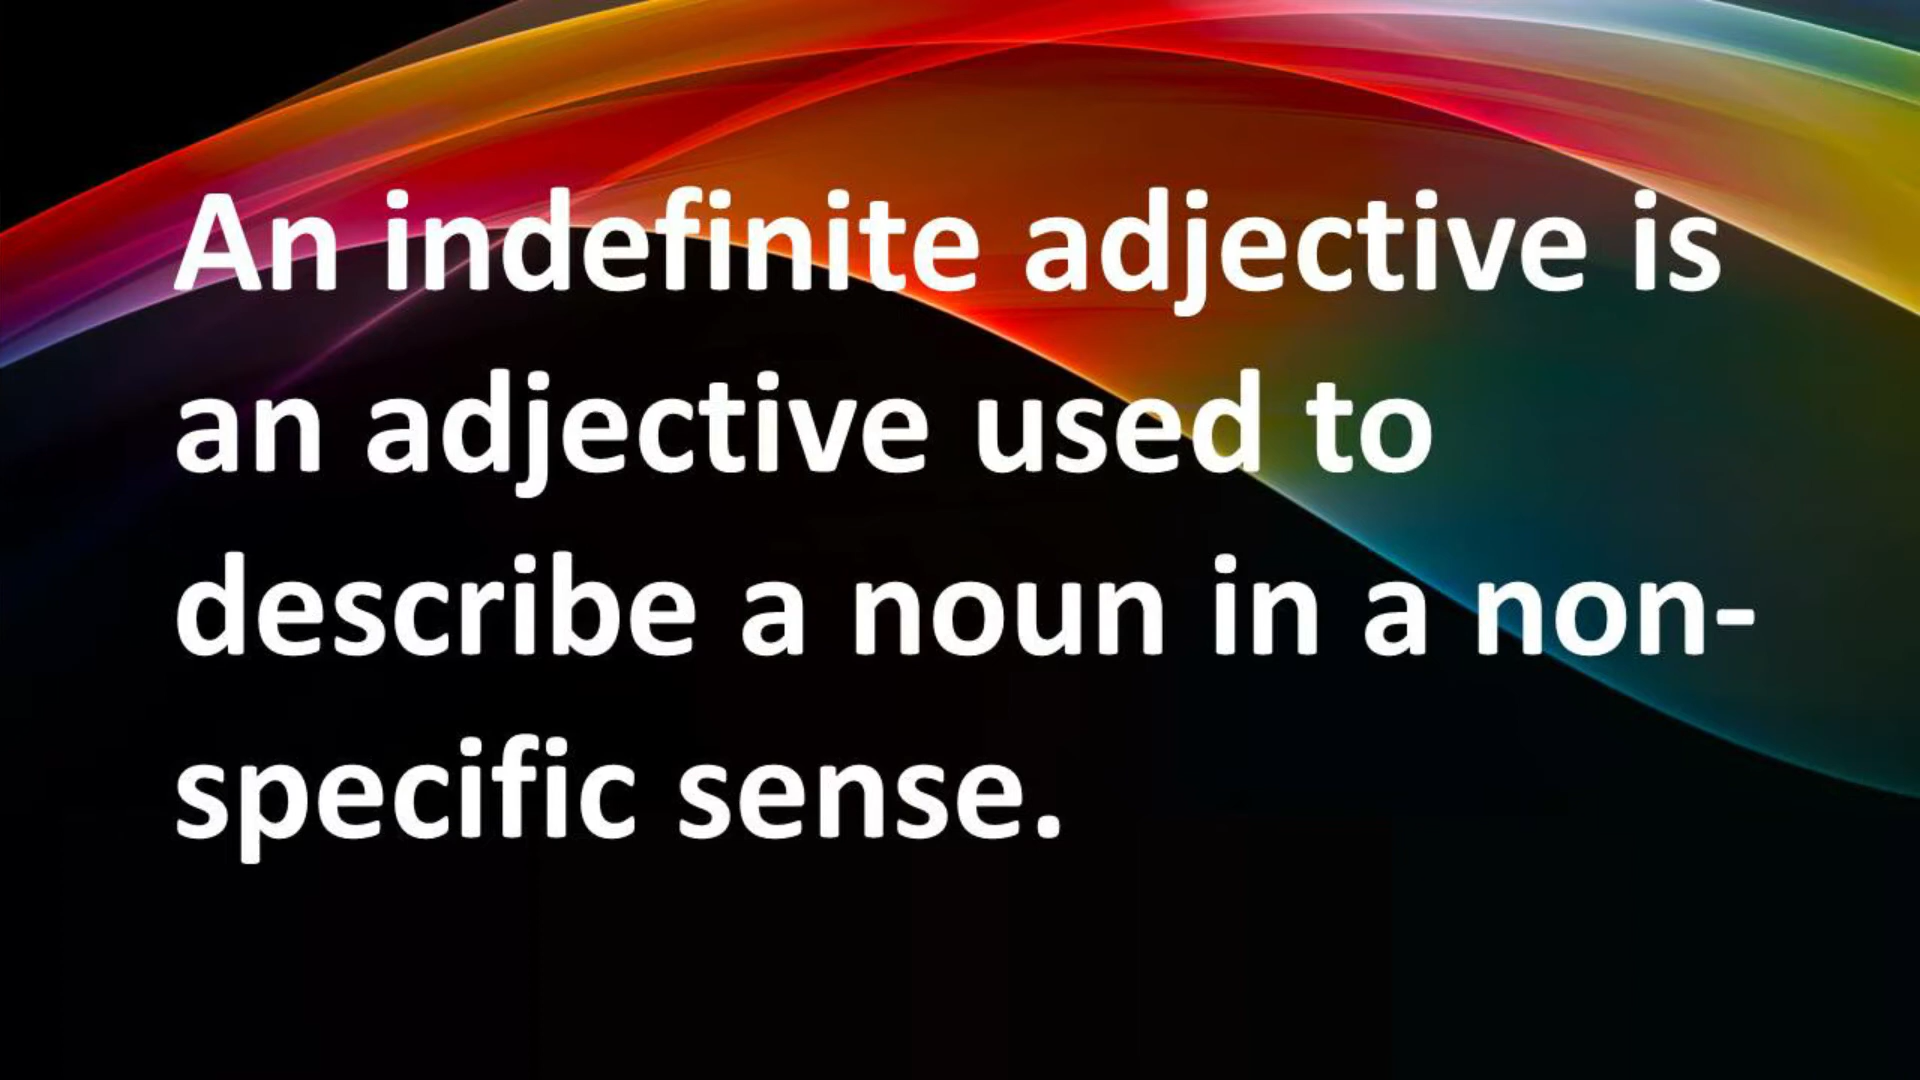 An indefinite adjective is
an adjective used to
describe a noun in a non-
specific sense.